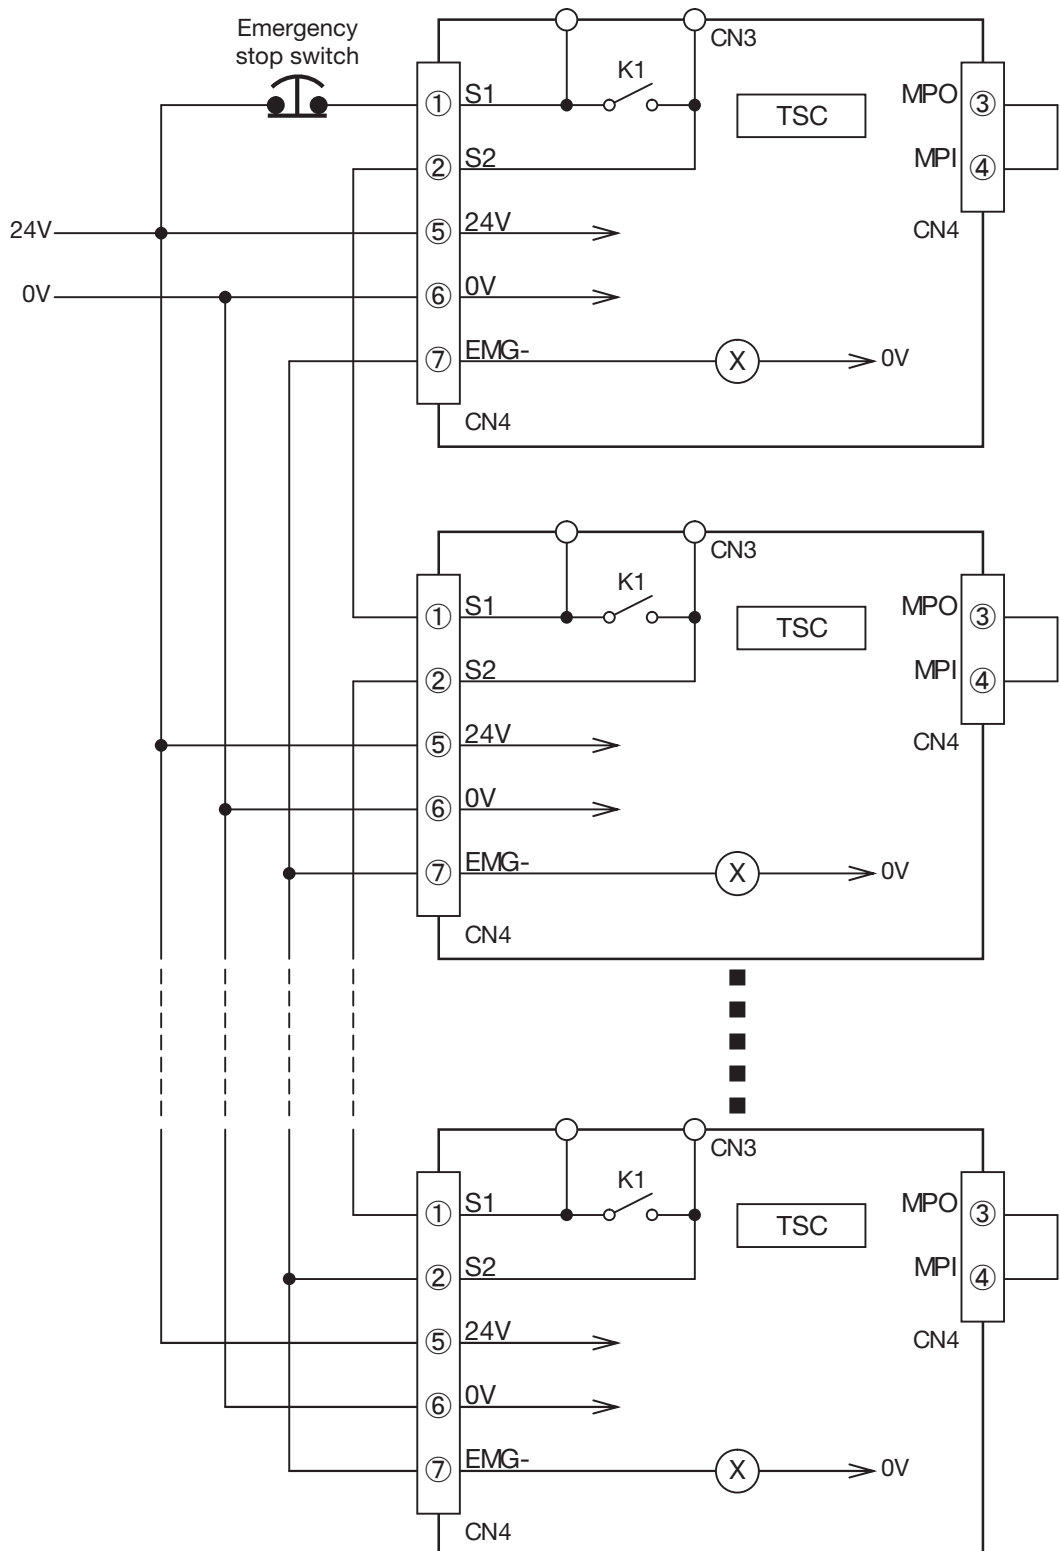 Emergency
stop switch
CN3
K1
① S1
TSC
MPO ③
② S2
MPI ④
24V
⑤ 24V
CN4
0V
⑥ 0V
⑦ EMG-
X
0V
CN4
CN3
K1
① S1
TSC
MPO ③
② S2
MPI ④
⑤ 24V
CN4
⑥ 0V
⑦ EMG-
X
0V
CN4
CN3
K1
① S1
TSC
MPO ③
② S2
MPI ④
⑤ 24V
CN4
⑥ 0V
⑦ EMG-
X
0V
CN4